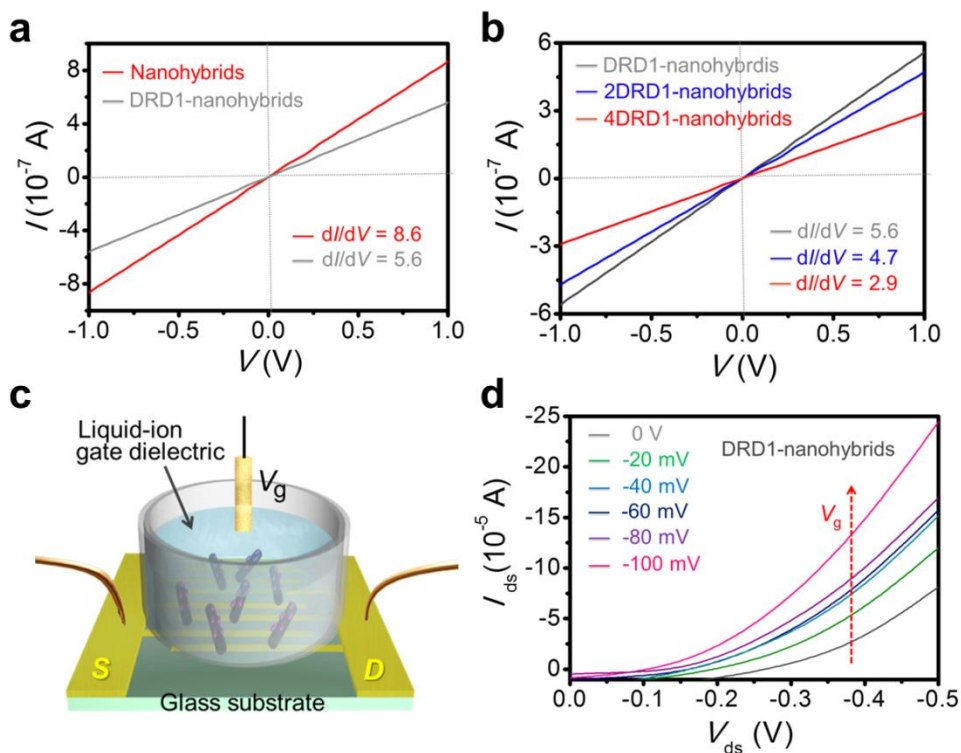 a
I (10⁻⁷ A)
8
4
0
-4
-8
Nanohybrids
DRD1-nanohybrids
dI/dV = 8.6
dI/dV = 5.6
-1.0 -0.5 0.0 0.5 1.0
V (V)
b
I (10⁻⁷ A)
6
3
0
-3
-6
DRD1-nanohybrdis
2DRD1-nanohybrids
4DRD1-nanohybrids
dI/dV = 5.6
dI/dV = 4.7
dI/dV = 2.9
-1.0 -0.5 0.0 0.5 1.0
V (V)
c
Liquid-ion
gate dielectric
Vg
S
D
Glass substrate
d
Ids (10⁻⁵ A)
-25
-20
-15
-10
-5
0
0 V
-20 mV
-40 mV
-60 mV
-80 mV
-100 mV
DRD1-nanohybrids
Vg
0.0 -0.1 -0.2 -0.3 -0.4 -0.5
Vds (V)